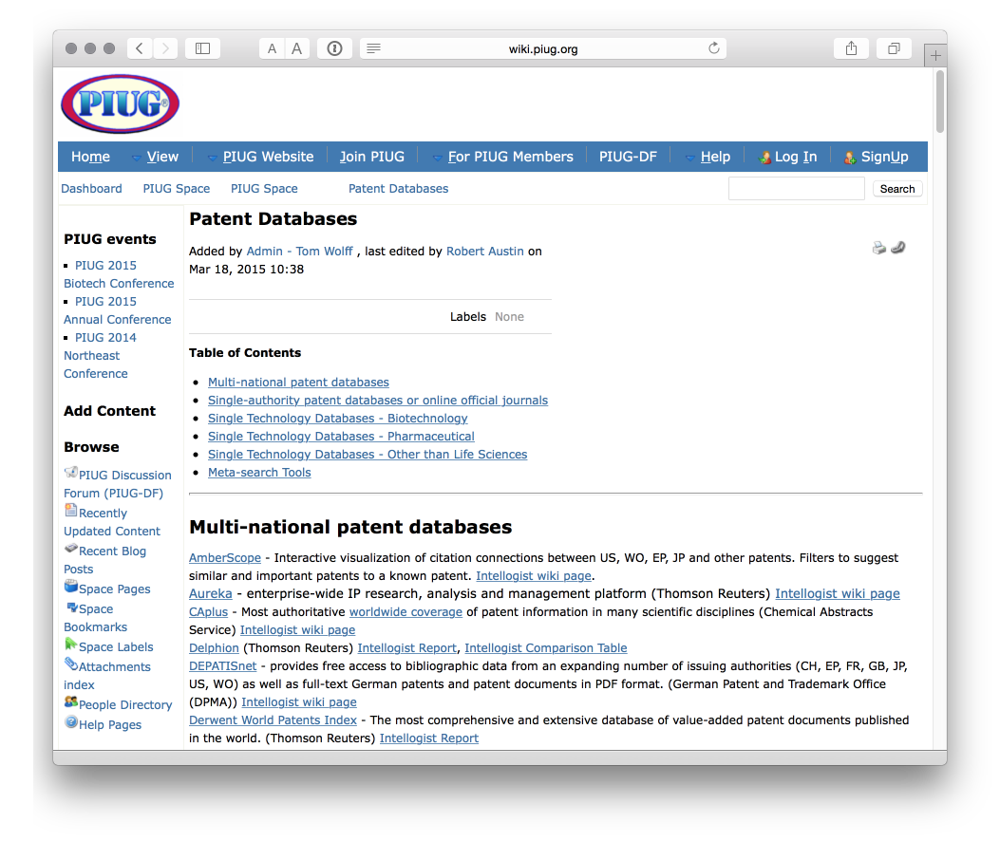 A A
wiki.piug.org
PIUG®
Home View PIUG Website Join PIUG For PIUG Members PIUG-DF Help Log In SignUp
Dashboard PIUG Space PIUG Space Patent Databases Search
PIUG events
PIUG 2015
Biotech Conference
PIUG 2015
Annual Conference
PIUG 2014
Northeast
Conference
Add Content
Browse
PIUG Discussion
Forum (PIUG-DF)
Recently
Updated Content
Recent Blog
Posts
Space Pages
Space
Bookmarks
Space Labels
Attachments
index
People Directory
Help Pages
Patent Databases
Added by Admin - Tom Wolff , last edited by Robert Austin on
Mar 18, 2015 10:38
Labels None
Table of Contents
Multi-national patent databases
Single-authority patent databases or online official journals
Single Technology Databases - Biotechnology
Single Technology Databases - Pharmaceutical
Single Technology Databases - Other than Life Sciences
Meta-search Tools
Multi-national patent databases
AmberScope - Interactive visualization of citation connections between US, WO, EP, JP and other patents. Filters to suggest
similar and important patents to a known patent. Intellogist wiki page.
Aureka - enterprise-wide IP research, analysis and management platform (Thomson Reuters) Intellogist wiki page
CAplus - Most authoritative worldwide coverage of patent information in many scientific disciplines (Chemical Abstracts
Service) Intellogist wiki page
Delphion (Thomson Reuters) Intellogist Report, Intellogist Comparison Table
DEPATISnet - provides free access to bibliographic data from an expanding number of issuing authorities (CH, EP, FR, GB, JP,
US, WO) as well as full-text German patents and patent documents in PDF format. (German Patent and Trademark Office
(DPMA)) Intellogist wiki page
Derwent World Patents Index - The most comprehensive and extensive database of value-added patent documents published
in the world. (Thomson Reuters) Intellogist Report